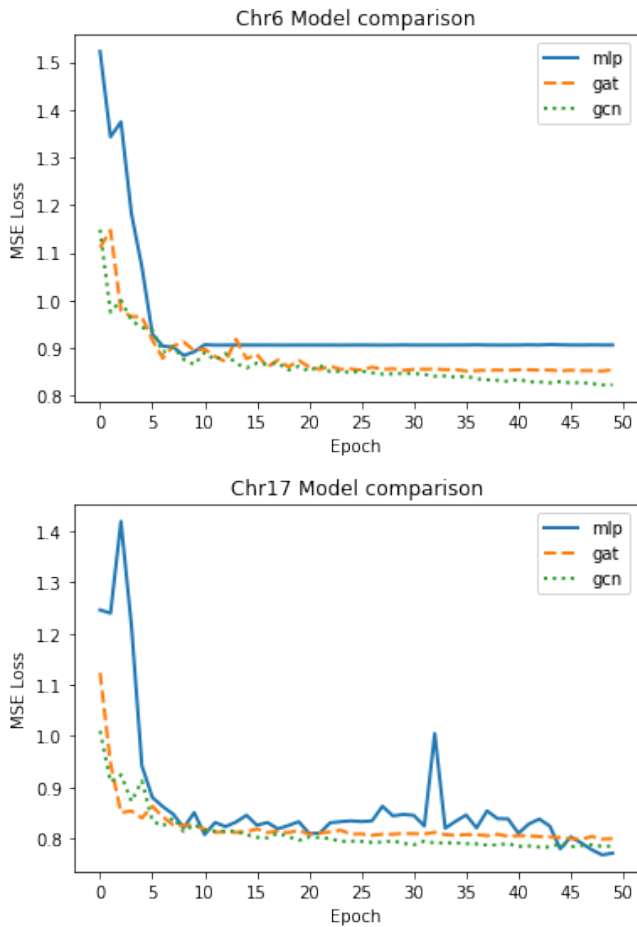 Chr6 Model comparison
1.5
1.4
1.3
1.2
1.1
1.0
0.9
0.8
MSE Loss
mlp
gat
gcn
0 5 10 15 20 25 30 35 40 45 50
Epoch
Chr17 Model comparison
1.4
1.3
1.2
1.1
1.0
0.9
0.8
MSE Loss
mlp
gat
gcn
0 5 10 15 20 25 30 35 40 45 50
Epoch